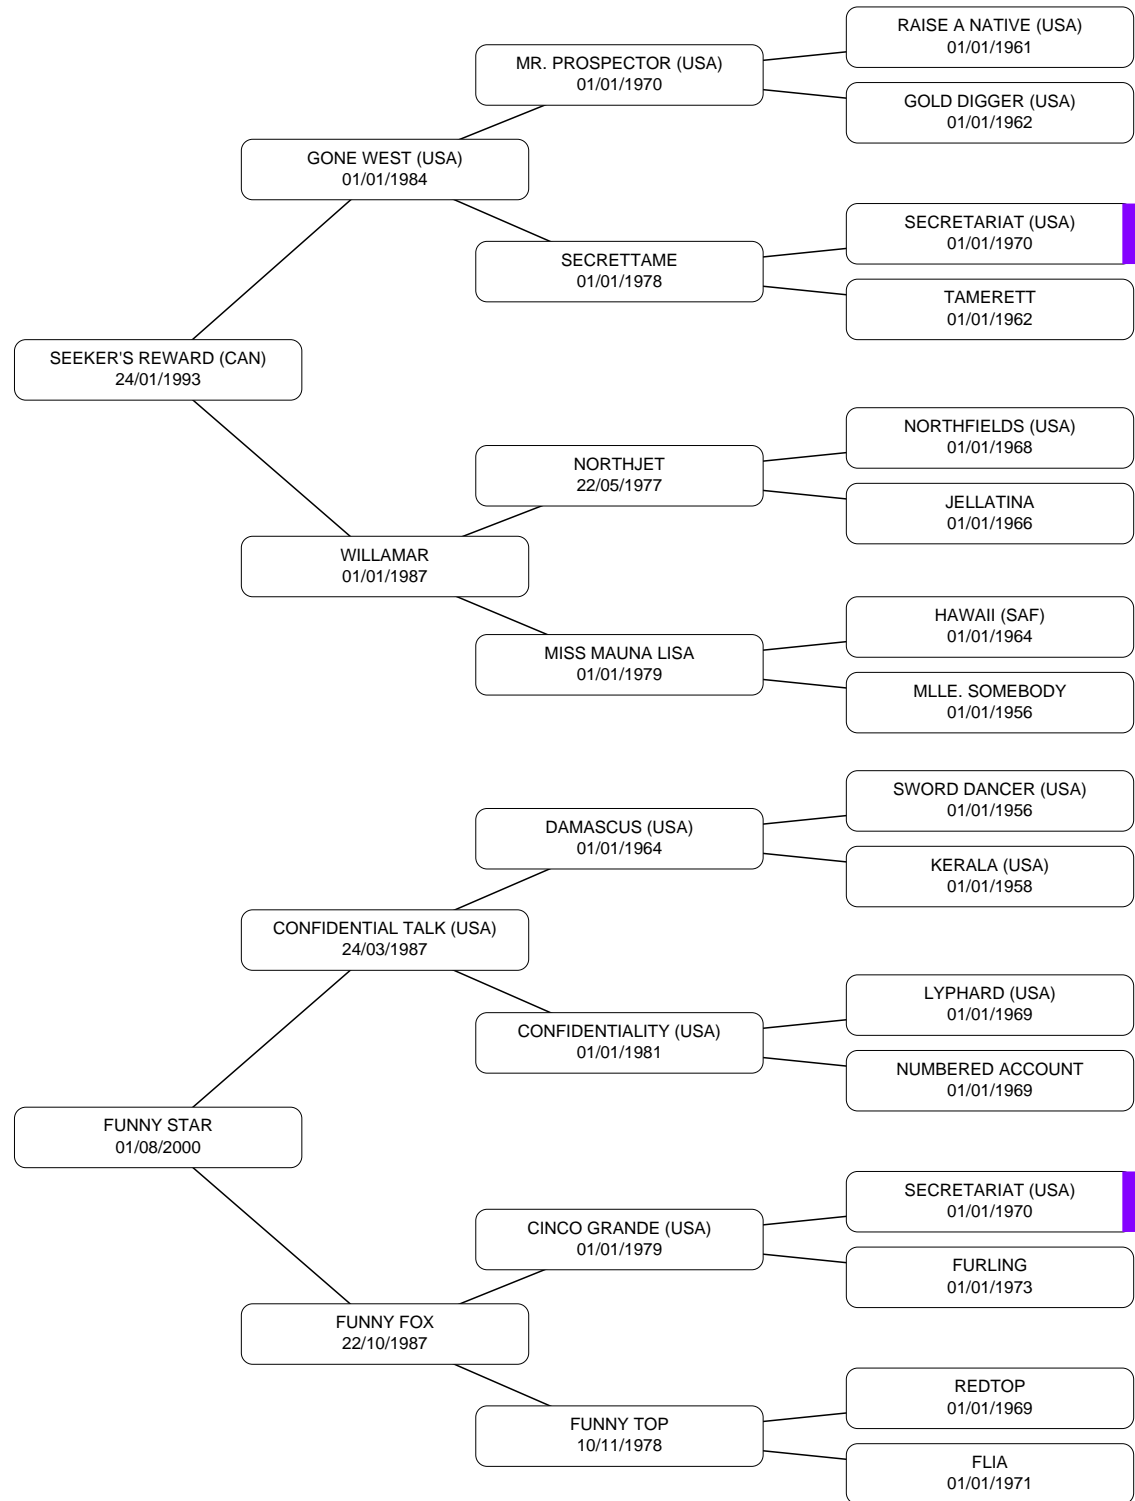 RAISE A NATIVE (USA)
01/01/1961
MR. PROSPECTOR (USA)
01/01/1970
GOLD DIGGER (USA)
01/01/1962
GONE WEST (USA)
01/01/1984
SECRETARIAT (USA)
01/01/1970
SECRETTAME
01/01/1978
TAMERETT
01/01/1962
SEEKER'S REWARD (CAN)
24/01/1993
NORTHFIELDS (USA)
01/01/1968
NORTHJET
22/05/1977
JELLATINA
01/01/1966
WILLAMAR
01/01/1987
HAWAII (SAF)
01/01/1964
MISS MAUNA LISA
01/01/1979
MLLE. SOMEBODY
01/01/1956
SWORD DANCER (USA)
01/01/1956
DAMASCUS (USA)
01/01/1964
KERALA (USA)
01/01/1958
CONFIDENTIAL TALK (USA)
24/03/1987
LYPHARD (USA)
01/01/1969
CONFIDENTIALITY (USA)
01/01/1981
NUMBERED ACCOUNT
01/01/1969
FUNNY STAR
01/08/2000
SECRETARIAT (USA)
01/01/1970
CINCO GRANDE (USA)
01/01/1979
FURLING
01/01/1973
FUNNY FOX
22/10/1987
REDTOP
01/01/1969
FUNNY TOP
10/11/1978
FLIA
01/01/1971